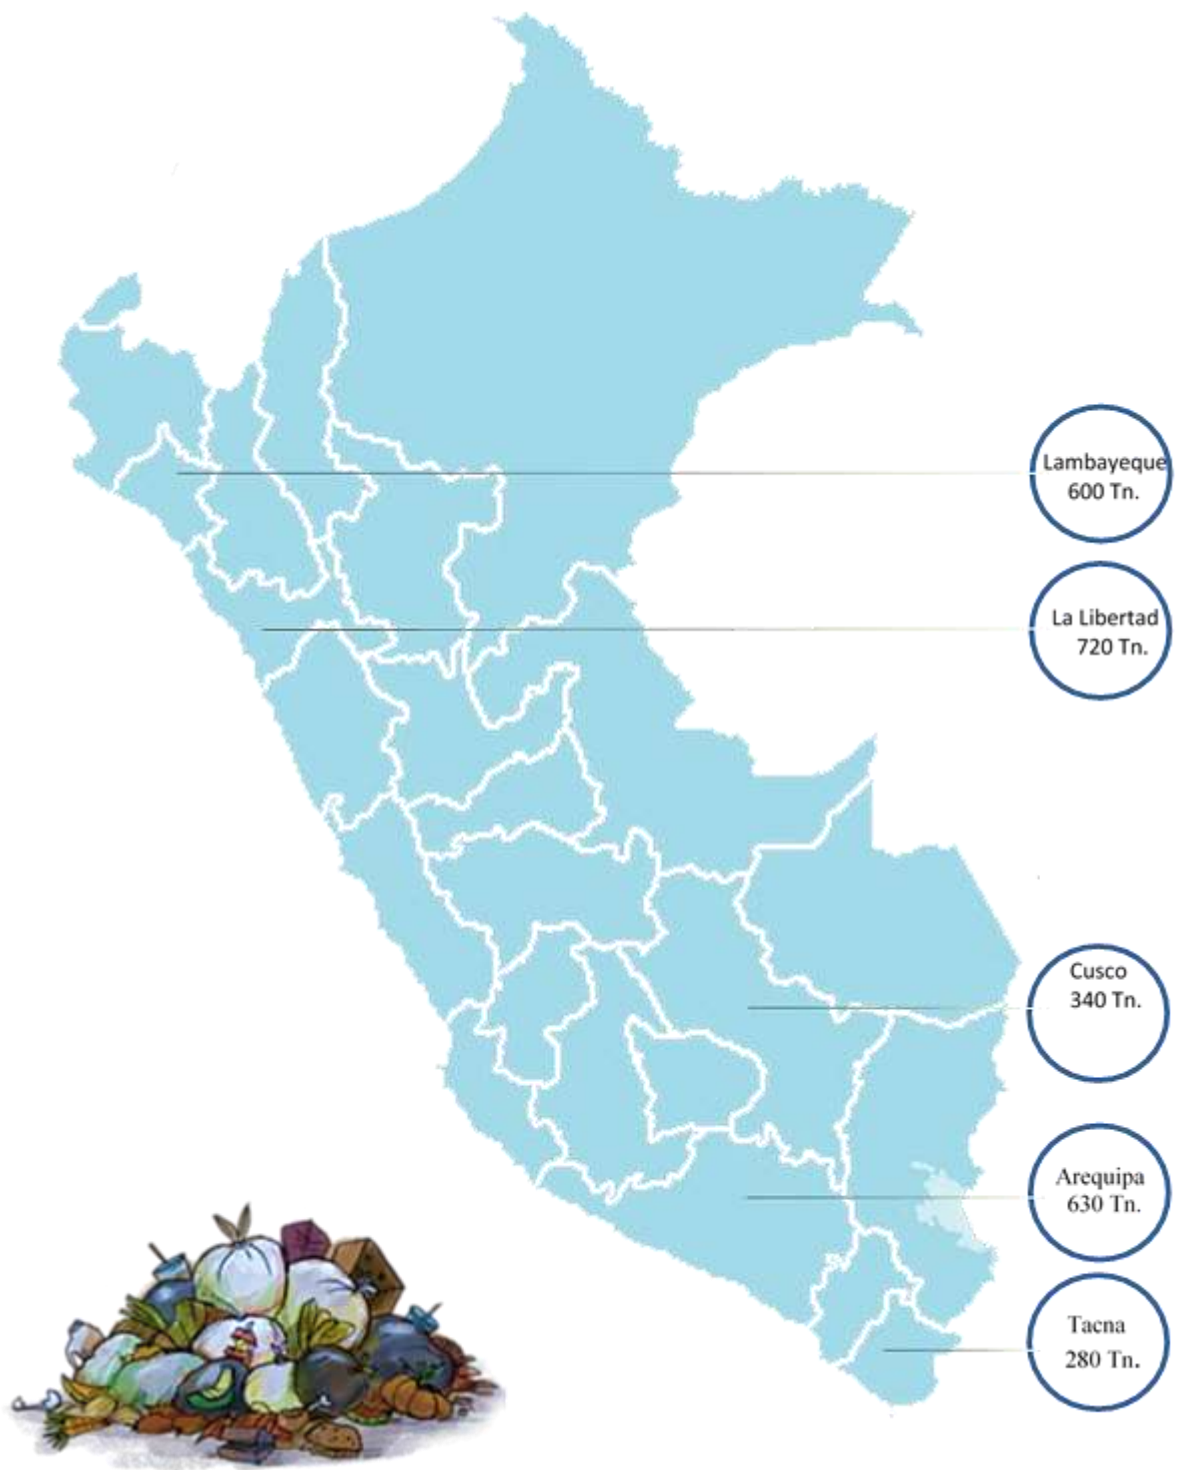 Lambayeque
600 Tn.
La Libertad
720 Tn.
Cusco
340 Tn.
Arequipa
630 Tn.
Tacna
280 Tn.